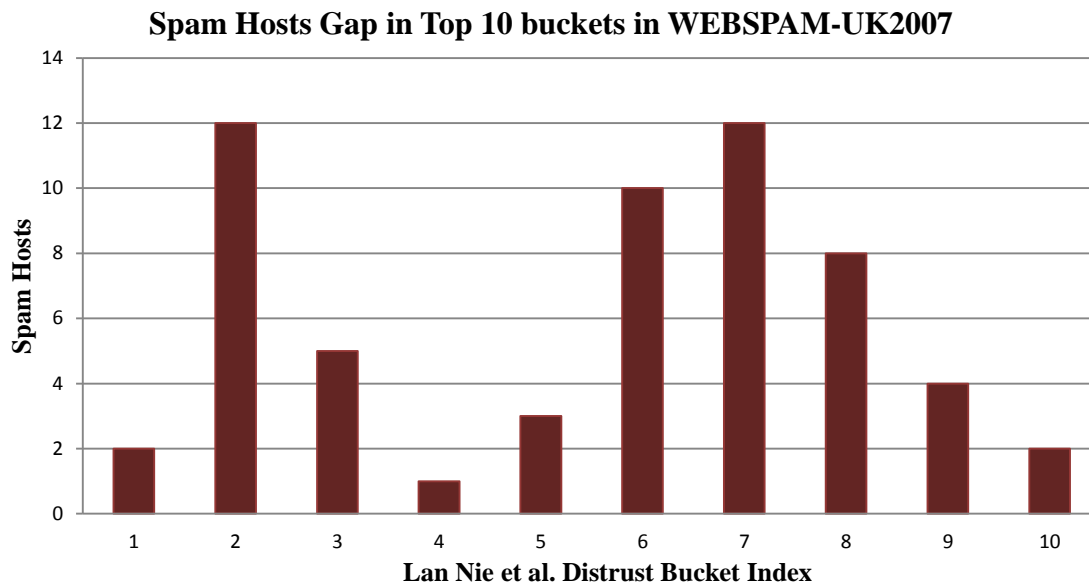 Spam Hosts Gap in Top 10 buckets in WEBSPAM-UK2007
14
12
10
8
6
4
2
0
Spam Hosts
1 2 3 4 5 6 7 8 9 10
Lan Nie et al. Distrust Bucket Index